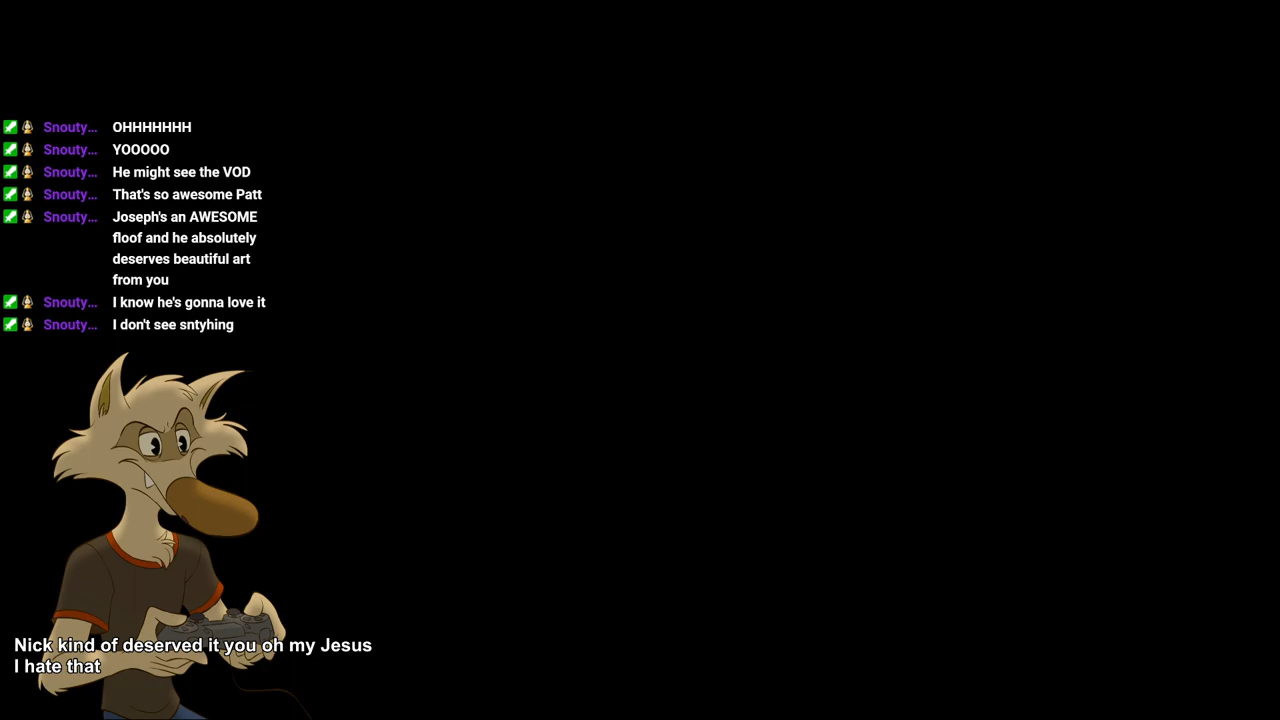 Snouty… OHHHHHHH
Snouty… YOOOOO
Snouty… He might see the VOD
Snouty… That's so awesome Patt
Snouty… Joseph's an AWESOME
floof and he absolutely
deserves beautiful art
from you
Snouty… I know he's gonna love it
Snouty… I don't see sntyhing
Nick kind of deserved it you oh my Jesus
I hate that